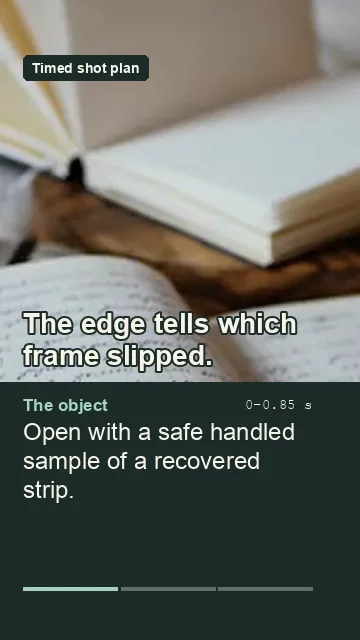 Timed shot plan
The edge tells which
frame slipped.
The object
0–0.85 s
Open with a safe handled
sample of a recovered
strip.